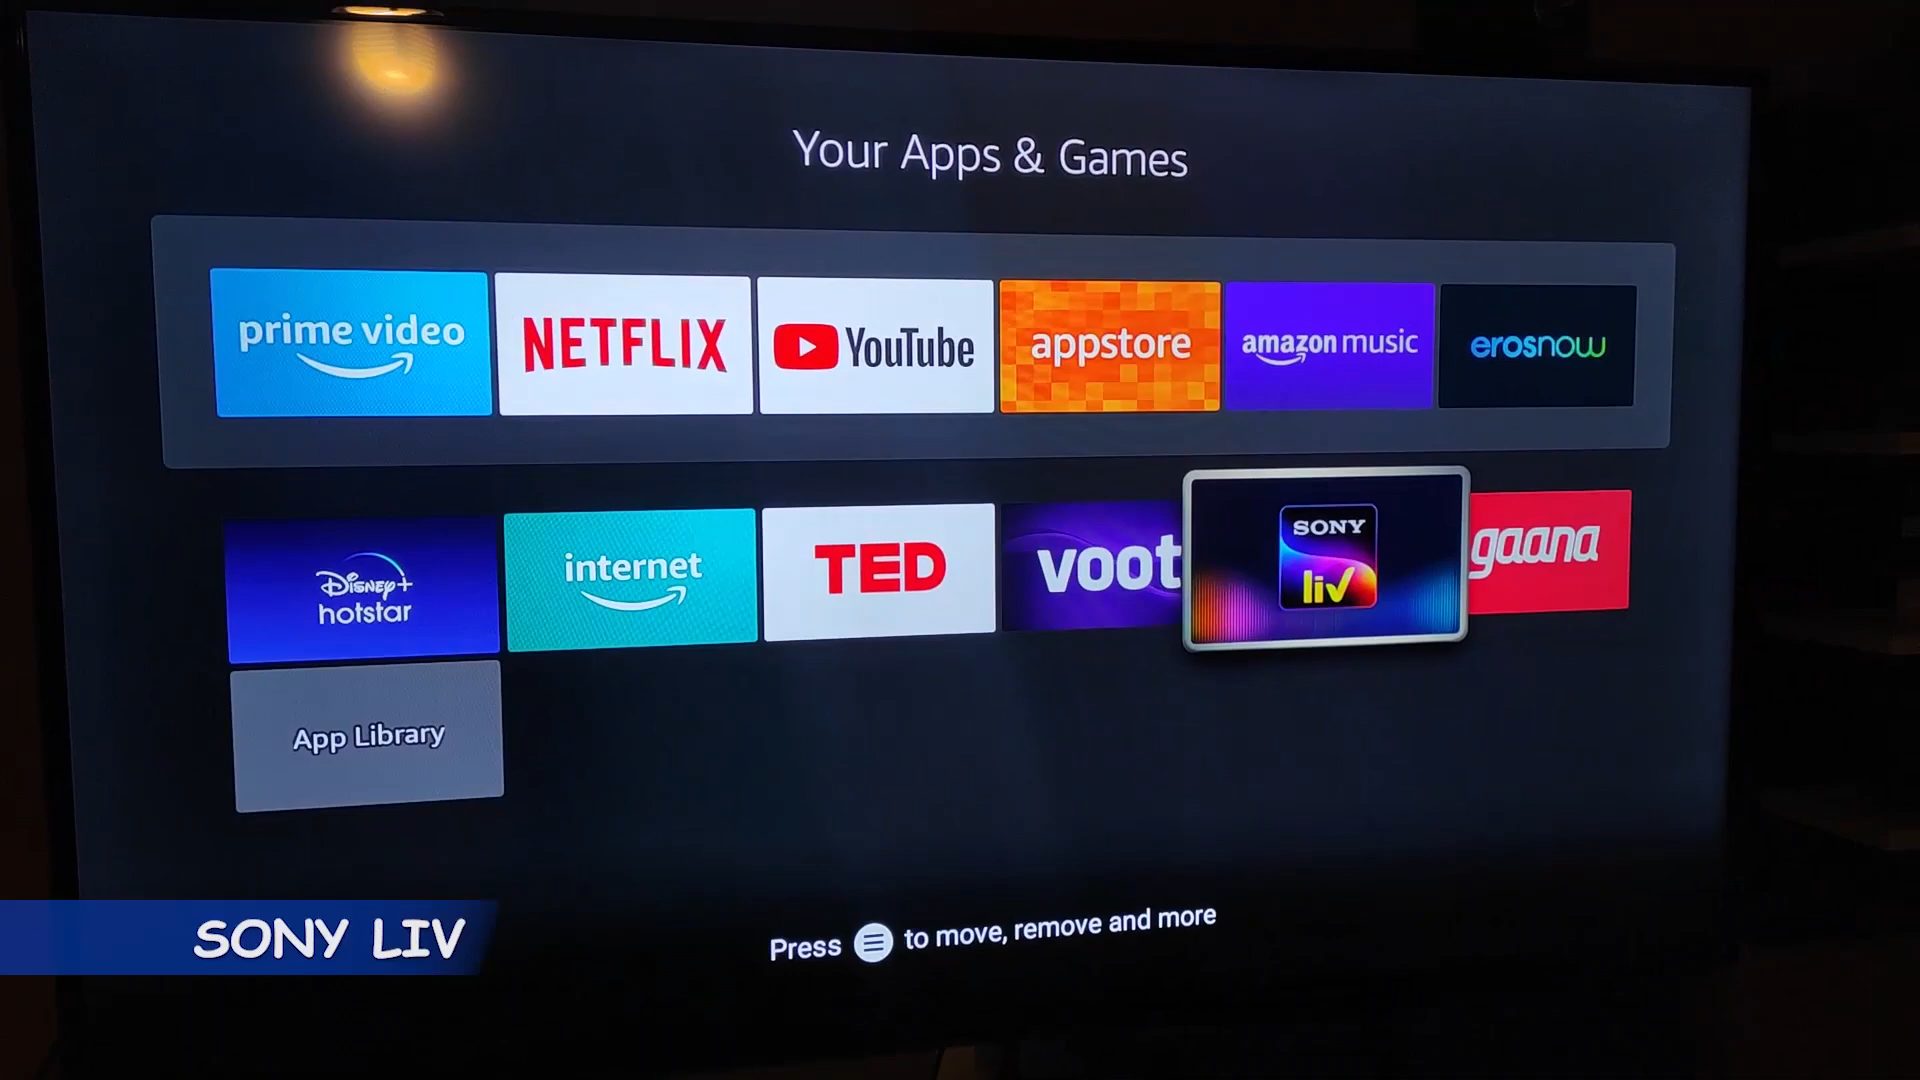 Your Apps & Games
prime video
NETFLIX
YouTube
appstore
amazon music
erosnow
Disney+
hotstar
internet
TED
voot
SONY
liv
gaana
App Library
Press to move, remove and more
SONY LIV